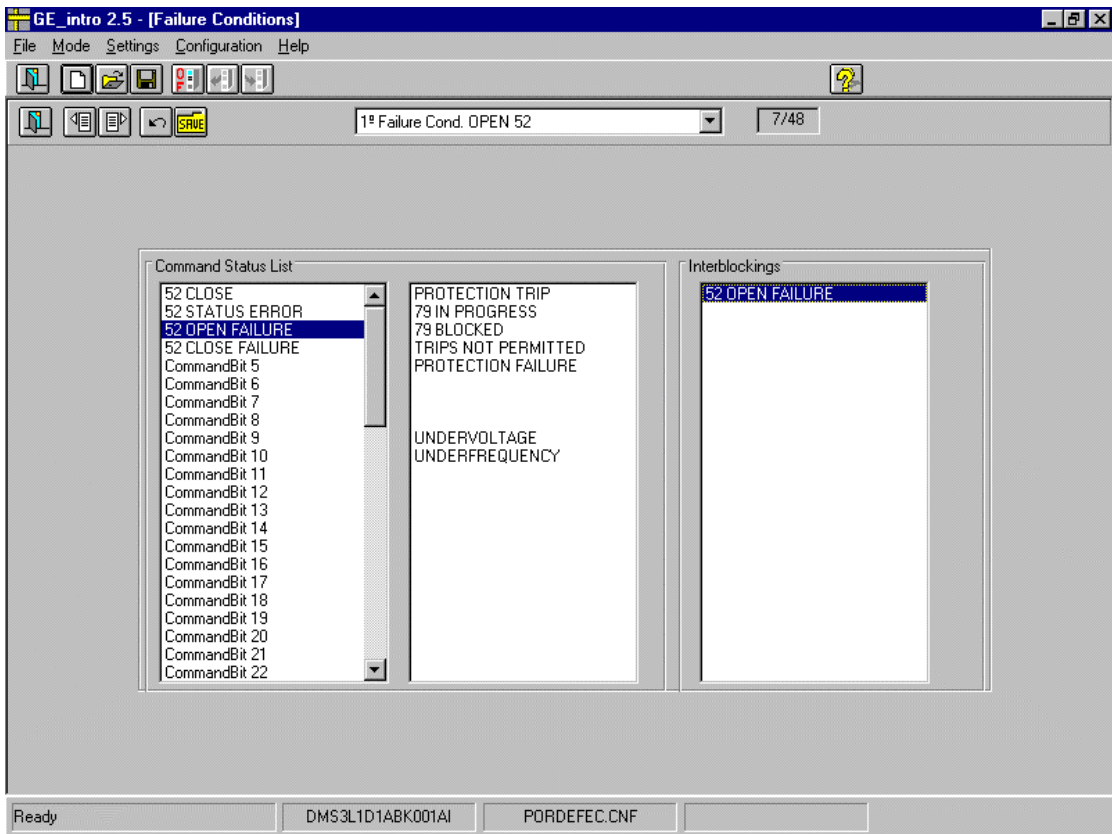 GE_intro 2.5 - [Failure Conditions]
File Mode Settings Configuration Help
SAVE
1º Failure Cond. OPEN 52
7/48
Command Status List
52 CLOSE
52 STATUS ERROR
52 OPEN FAILURE
52 CLOSE FAILURE
CommandBit 5
CommandBit 6
CommandBit 7
CommandBit 8
CommandBit 9
CommandBit 10
CommandBit 11
CommandBit 12
CommandBit 13
CommandBit 14
CommandBit 15
CommandBit 16
CommandBit 17
CommandBit 18
CommandBit 19
CommandBit 20
CommandBit 21
CommandBit 22
PROTECTION TRIP
79 IN PROGRESS
79 BLOCKED
TRIPS NOT PERMITTED
PROTECTION FAILURE
UNDERVOLTAGE
UNDERFREQUENCY
Interblockings
52 OPEN FAILURE
Ready
DMS3L1D1ABK001AI
PORDEFEC.CNF